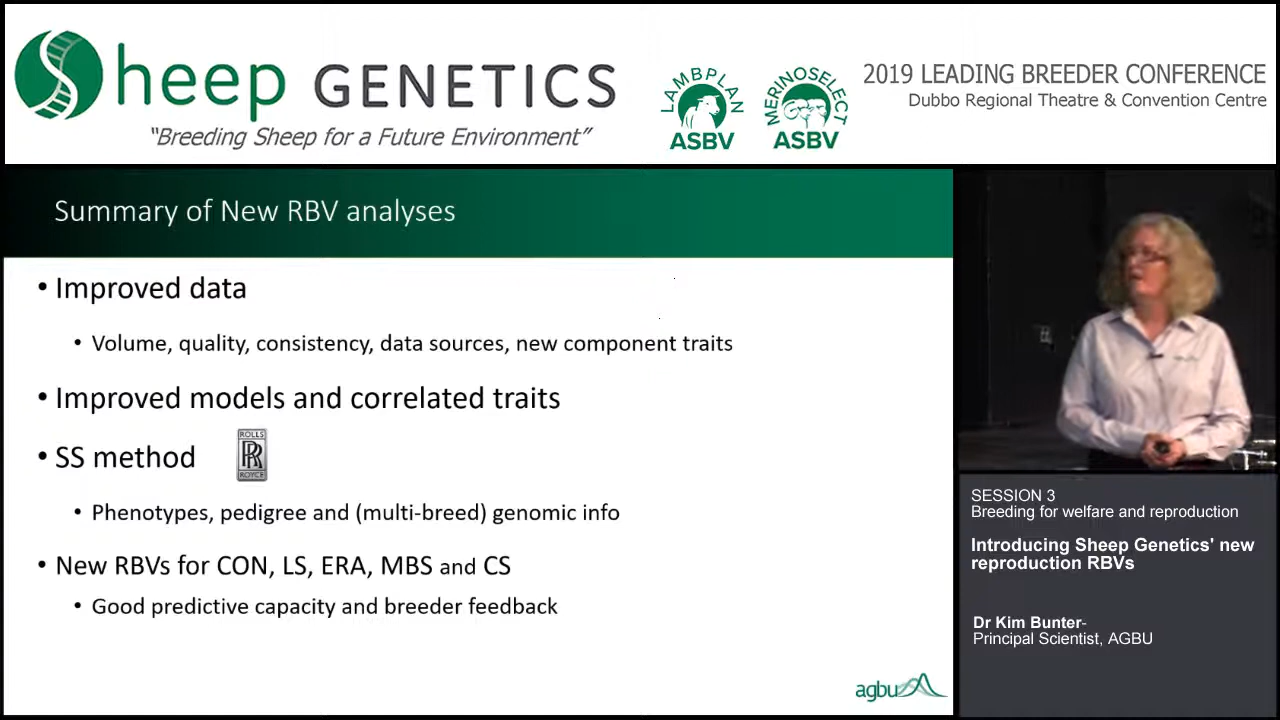 Sheep GENETICS
"Breeding Sheep for a Future Environment"
LAMBPLAN
ASBV
MERINOSELECT
ASBV
2019 LEADING BREEDER CONFERENCE
Dubbo Regional Theatre & Convention Centre
Summary of New RBV analyses
• Improved data
• Volume, quality, consistency, data sources, new component traits
• Improved models and correlated traits
• SS method
ROLLS
RR
ROYCE
• Phenotypes, pedigree and (multi-breed) genomic info
• New RBVs for CON, LS, ERA, MBS and CS
• Good predictive capacity and breeder feedback
agbu
SESSION 3
Breeding for welfare and reproduction
Introducing Sheep Genetics' new
reproduction RBVs
Dr Kim Bunter-
Principal Scientist, AGBU